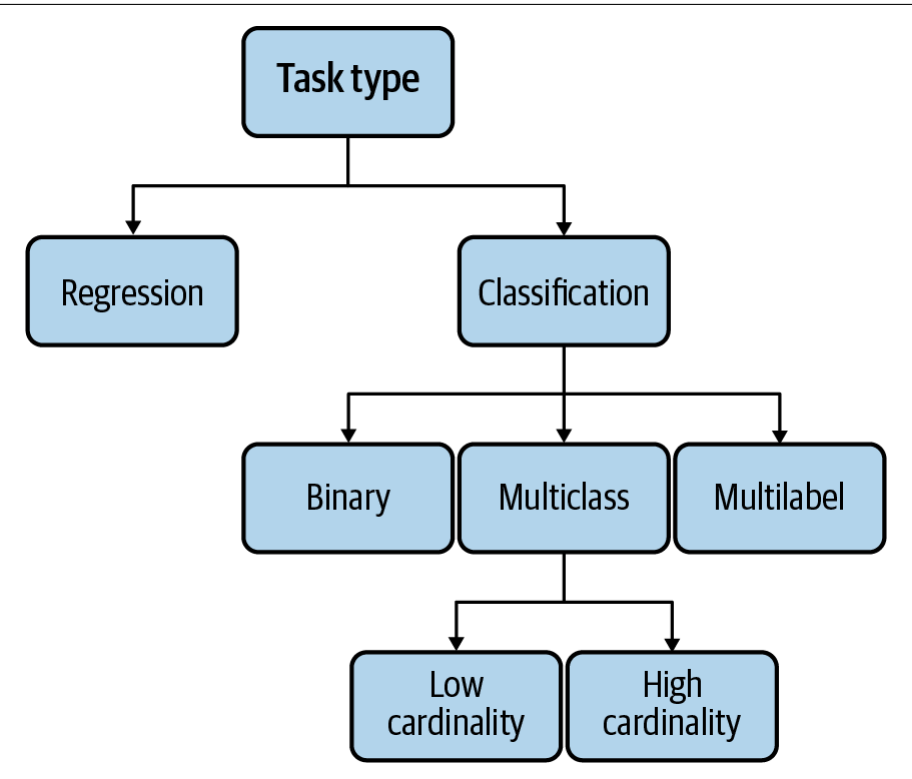 Task type
Regression
Classification
Binary
Multiclass
Multilabel
Low
cardinality
High
cardinality